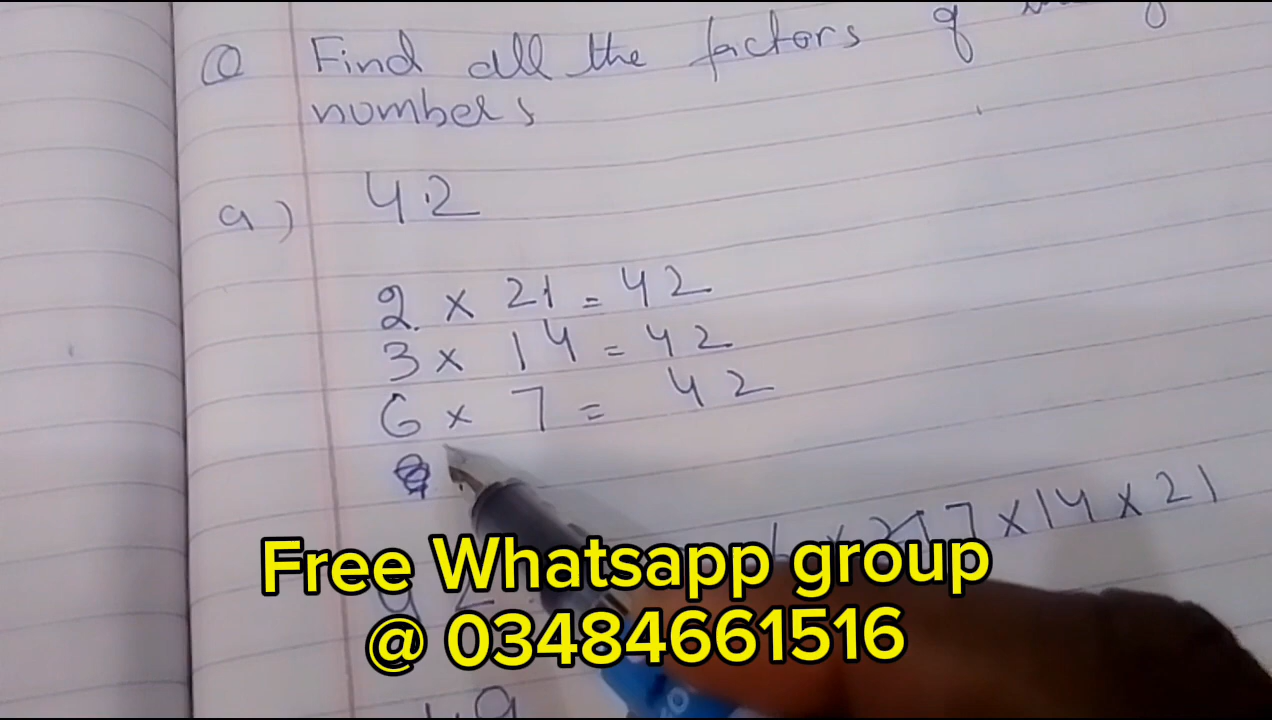 Q Find all the factors of
numbers
a) 42
2 × 21 = 42
3 × 14 = 42
6 × 7 = 42
7 × 14 × 21
Free Whatsapp group
@ 03484661516